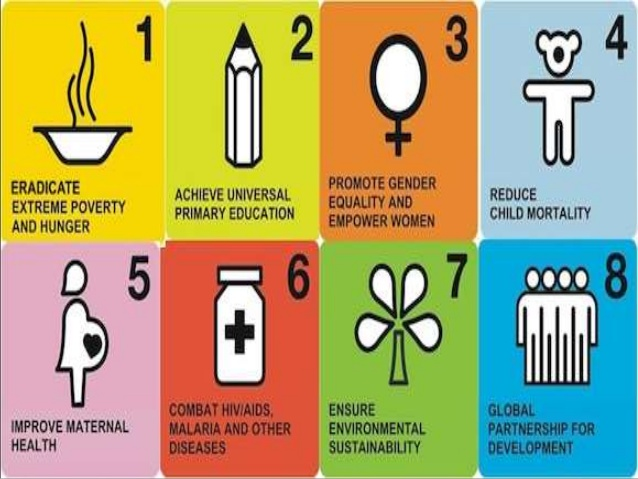 1
ERADICATE
EXTREME POVERTY
AND HUNGER
2
ACHIEVE UNIVERSAL
PRIMARY EDUCATION
3
PROMOTE GENDER
EQUALITY AND
EMPOWER WOMEN
4
REDUCE
CHILD MORTALITY
5
IMPROVE MATERNAL
HEALTH
6
COMBAT HIV/AIDS,
MALARIA AND OTHER
DISEASES
7
ENSURE
ENVIRONMENTAL
SUSTAINABILITY
8
GLOBAL
PARTNERSHIP FOR
DEVELOPMENT